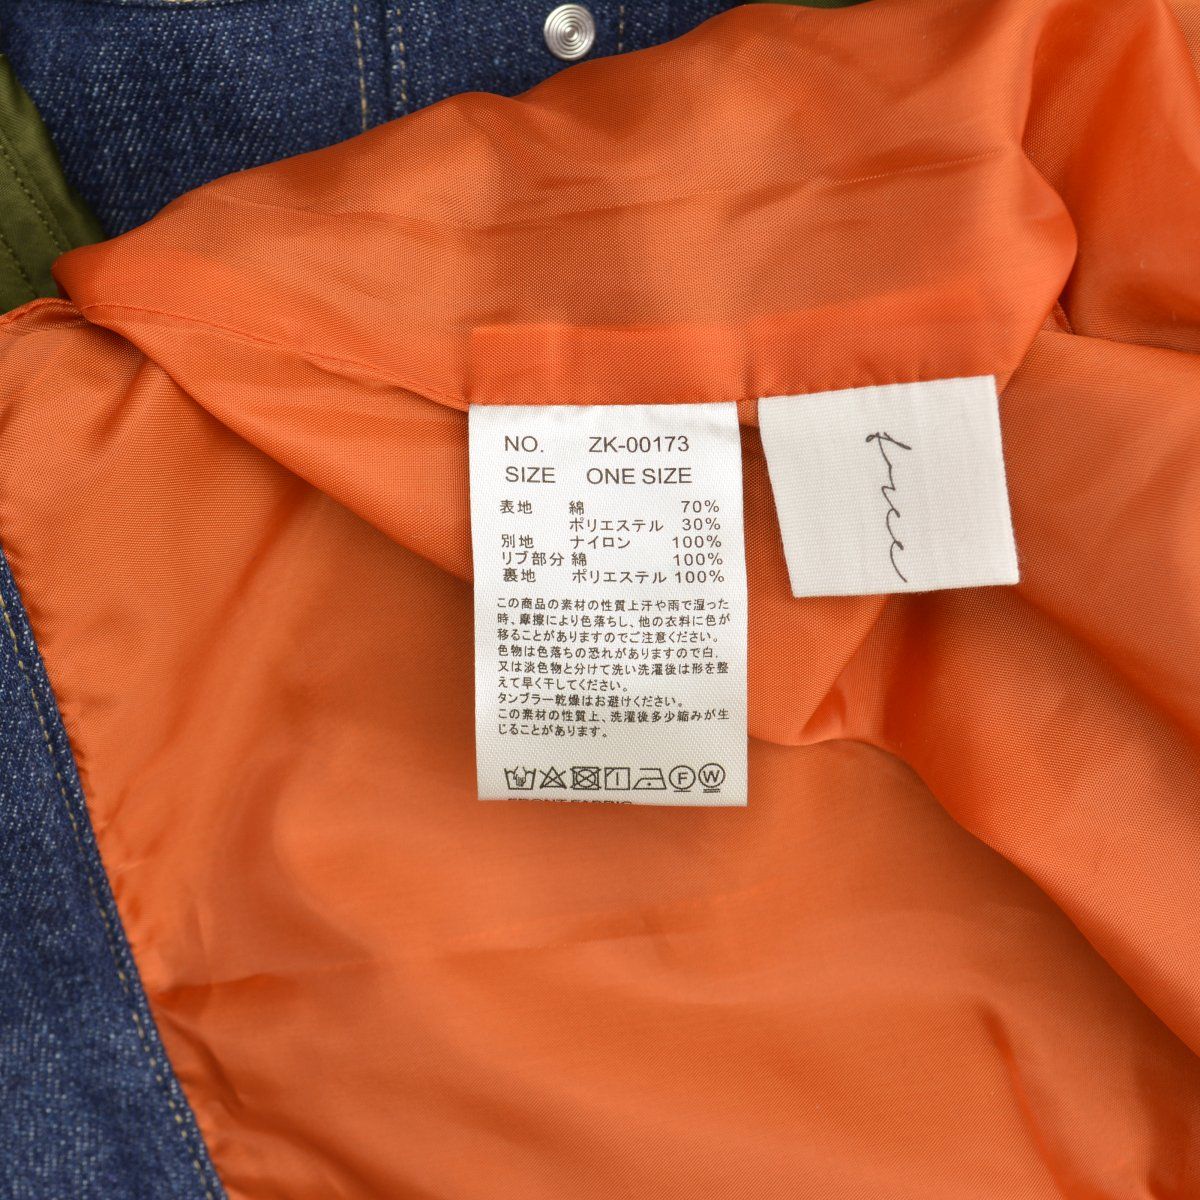 NO. ZK-00173
SIZE ONE SIZE
表地 綿 70%
ポリエステル 30%
別地 ナイロン 100%
リブ部分 綿 100%
裏地 ポリエステル 100%
この商品の素材の性質上汗や雨で湿った
時、摩擦により色落ちし、他の衣料に色が
移ることがありますのでご注意ください。
色物は色落ちの恐れがありますので白、
又は淡色物と分けて洗い洗濯後は形を整
えて早く干してください。
タンブラー乾燥はお避けください。
この素材の性質上、洗濯後多少縮みが生
じることがあります。
F W
FRONT FABRIC